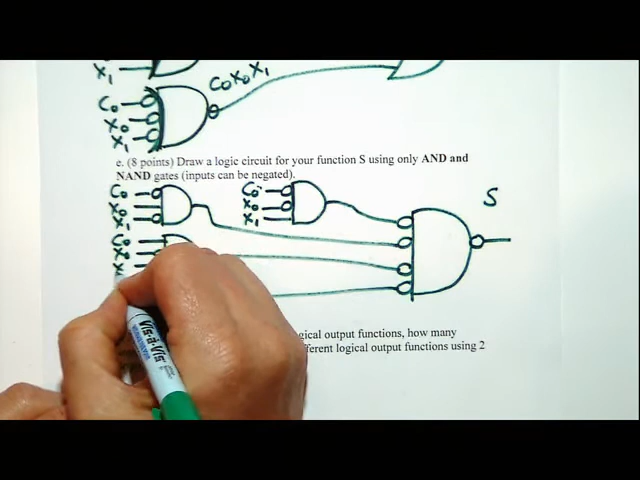 X₁
C₀X₀X₁
C₀
X₀
X₁
e. (8 points) Draw a logic circuit for your function S using only AND and
NAND gates (inputs can be negated).
C₀
X₀
X₁
C₀
X₀
X₁
S
C₀
X₀
VIS-à-VIS
gical output functions, how many
ferent logical output functions using 2